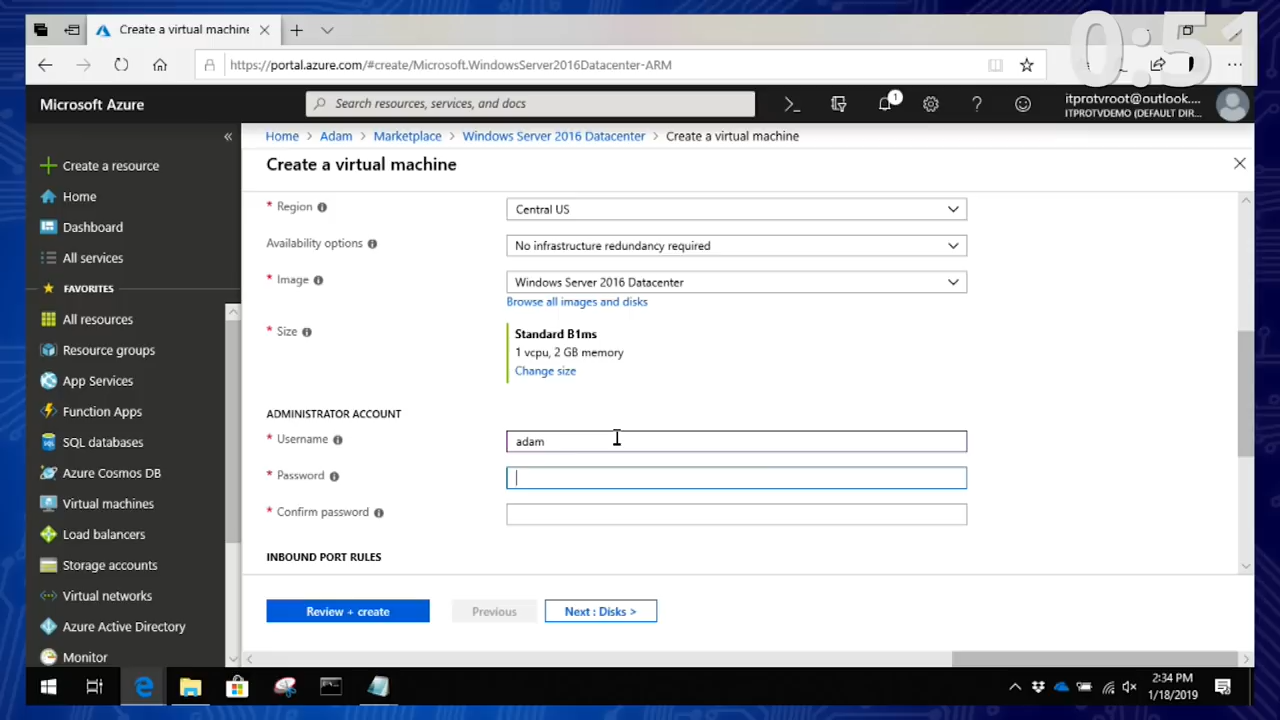 Create a virtual machine
0:51
https://portal.azure.com/#create/Microsoft.WindowsServer2016Datacenter-ARM
Microsoft Azure
Search resources, services, and docs
1
itprotvroot@outlook....
ITPROTVDEMO (DEFAULT DIR...
Home > Adam > Marketplace > Windows Server 2016 Datacenter > Create a virtual machine
Create a virtual machine
Create a resource
Home
Dashboard
All services
FAVORITES
All resources
Resource groups
App Services
Function Apps
SQL databases
Azure Cosmos DB
Virtual machines
Load balancers
Storage accounts
Virtual networks
Azure Active Directory
Monitor
* Region
Central US
Availability options
No infrastructure redundancy required
* Image
Windows Server 2016 Datacenter
Browse all images and disks
* Size
Standard B1ms
1 vcpu, 2 GB memory
Change size
ADMINISTRATOR ACCOUNT
* Username
adam
* Password
* Confirm password
INBOUND PORT RULES
Review + create
Previous
Next : Disks >
2:34 PM
1/18/2019